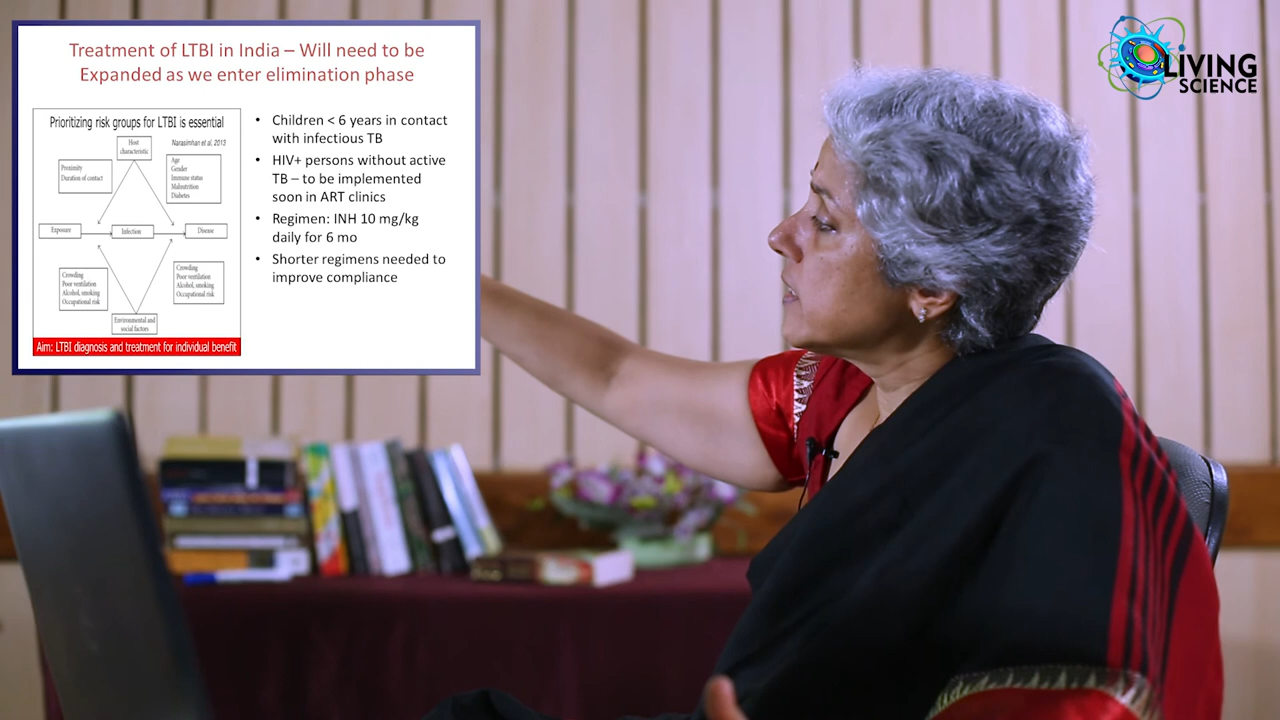 Treatment of LTBI in India – Will need to be
Expanded as we enter elimination phase
Prioritizing risk groups for LTBI is essential
Narasimhan et al, 2013
Host
characteristic
Proximity
Duration of contact
Age
Gender
Immune status
Malnutrition
Diabetes
Exposure
Infection
Disease
Crowding
Poor ventilation
Alcohol, smoking
Occupational risk
Crowding
Poor ventilation
Alcohol, smoking
Occupational risk
Environmental and
social factors
Aim: LTBI diagnosis and treatment for individual benefit
• Children < 6 years in contact
with infectious TB
• HIV+ persons without active
TB – to be implemented
soon in ART clinics
• Regimen: INH 10 mg/kg
daily for 6 mo
• Shorter regimens needed to
improve compliance
LIVING
SCIENCE